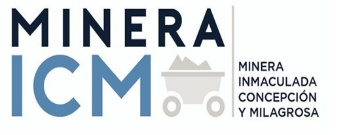 MINERA
ICM
MINERA
INMACULADA
CONCEPCIÓN
Y MILAGROSA